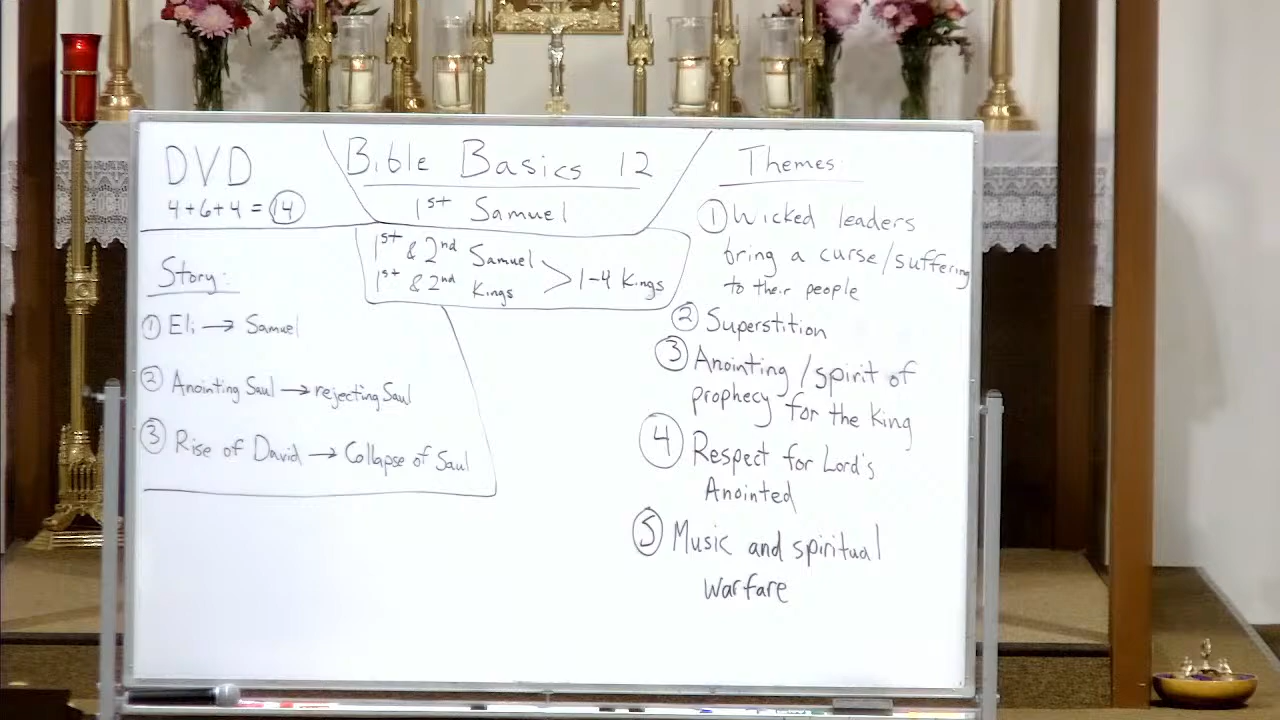 DVD
4+6+4=14
Bible Basics 12
1st Samuel
1st & 2nd Samuel
1st & 2nd Kings
> 1-4 Kings
Story:
① Eli → Samuel
② Anointing Saul → rejecting Saul
③ Rise of David → Collapse of Saul
Themes:
① Wicked leaders
bring a curse/suffering
to their people
② Superstition
③ Anointing/spirit of
prophecy for the king
④ Respect for Lord's
Anointed
⑤ Music and spiritual
warfare